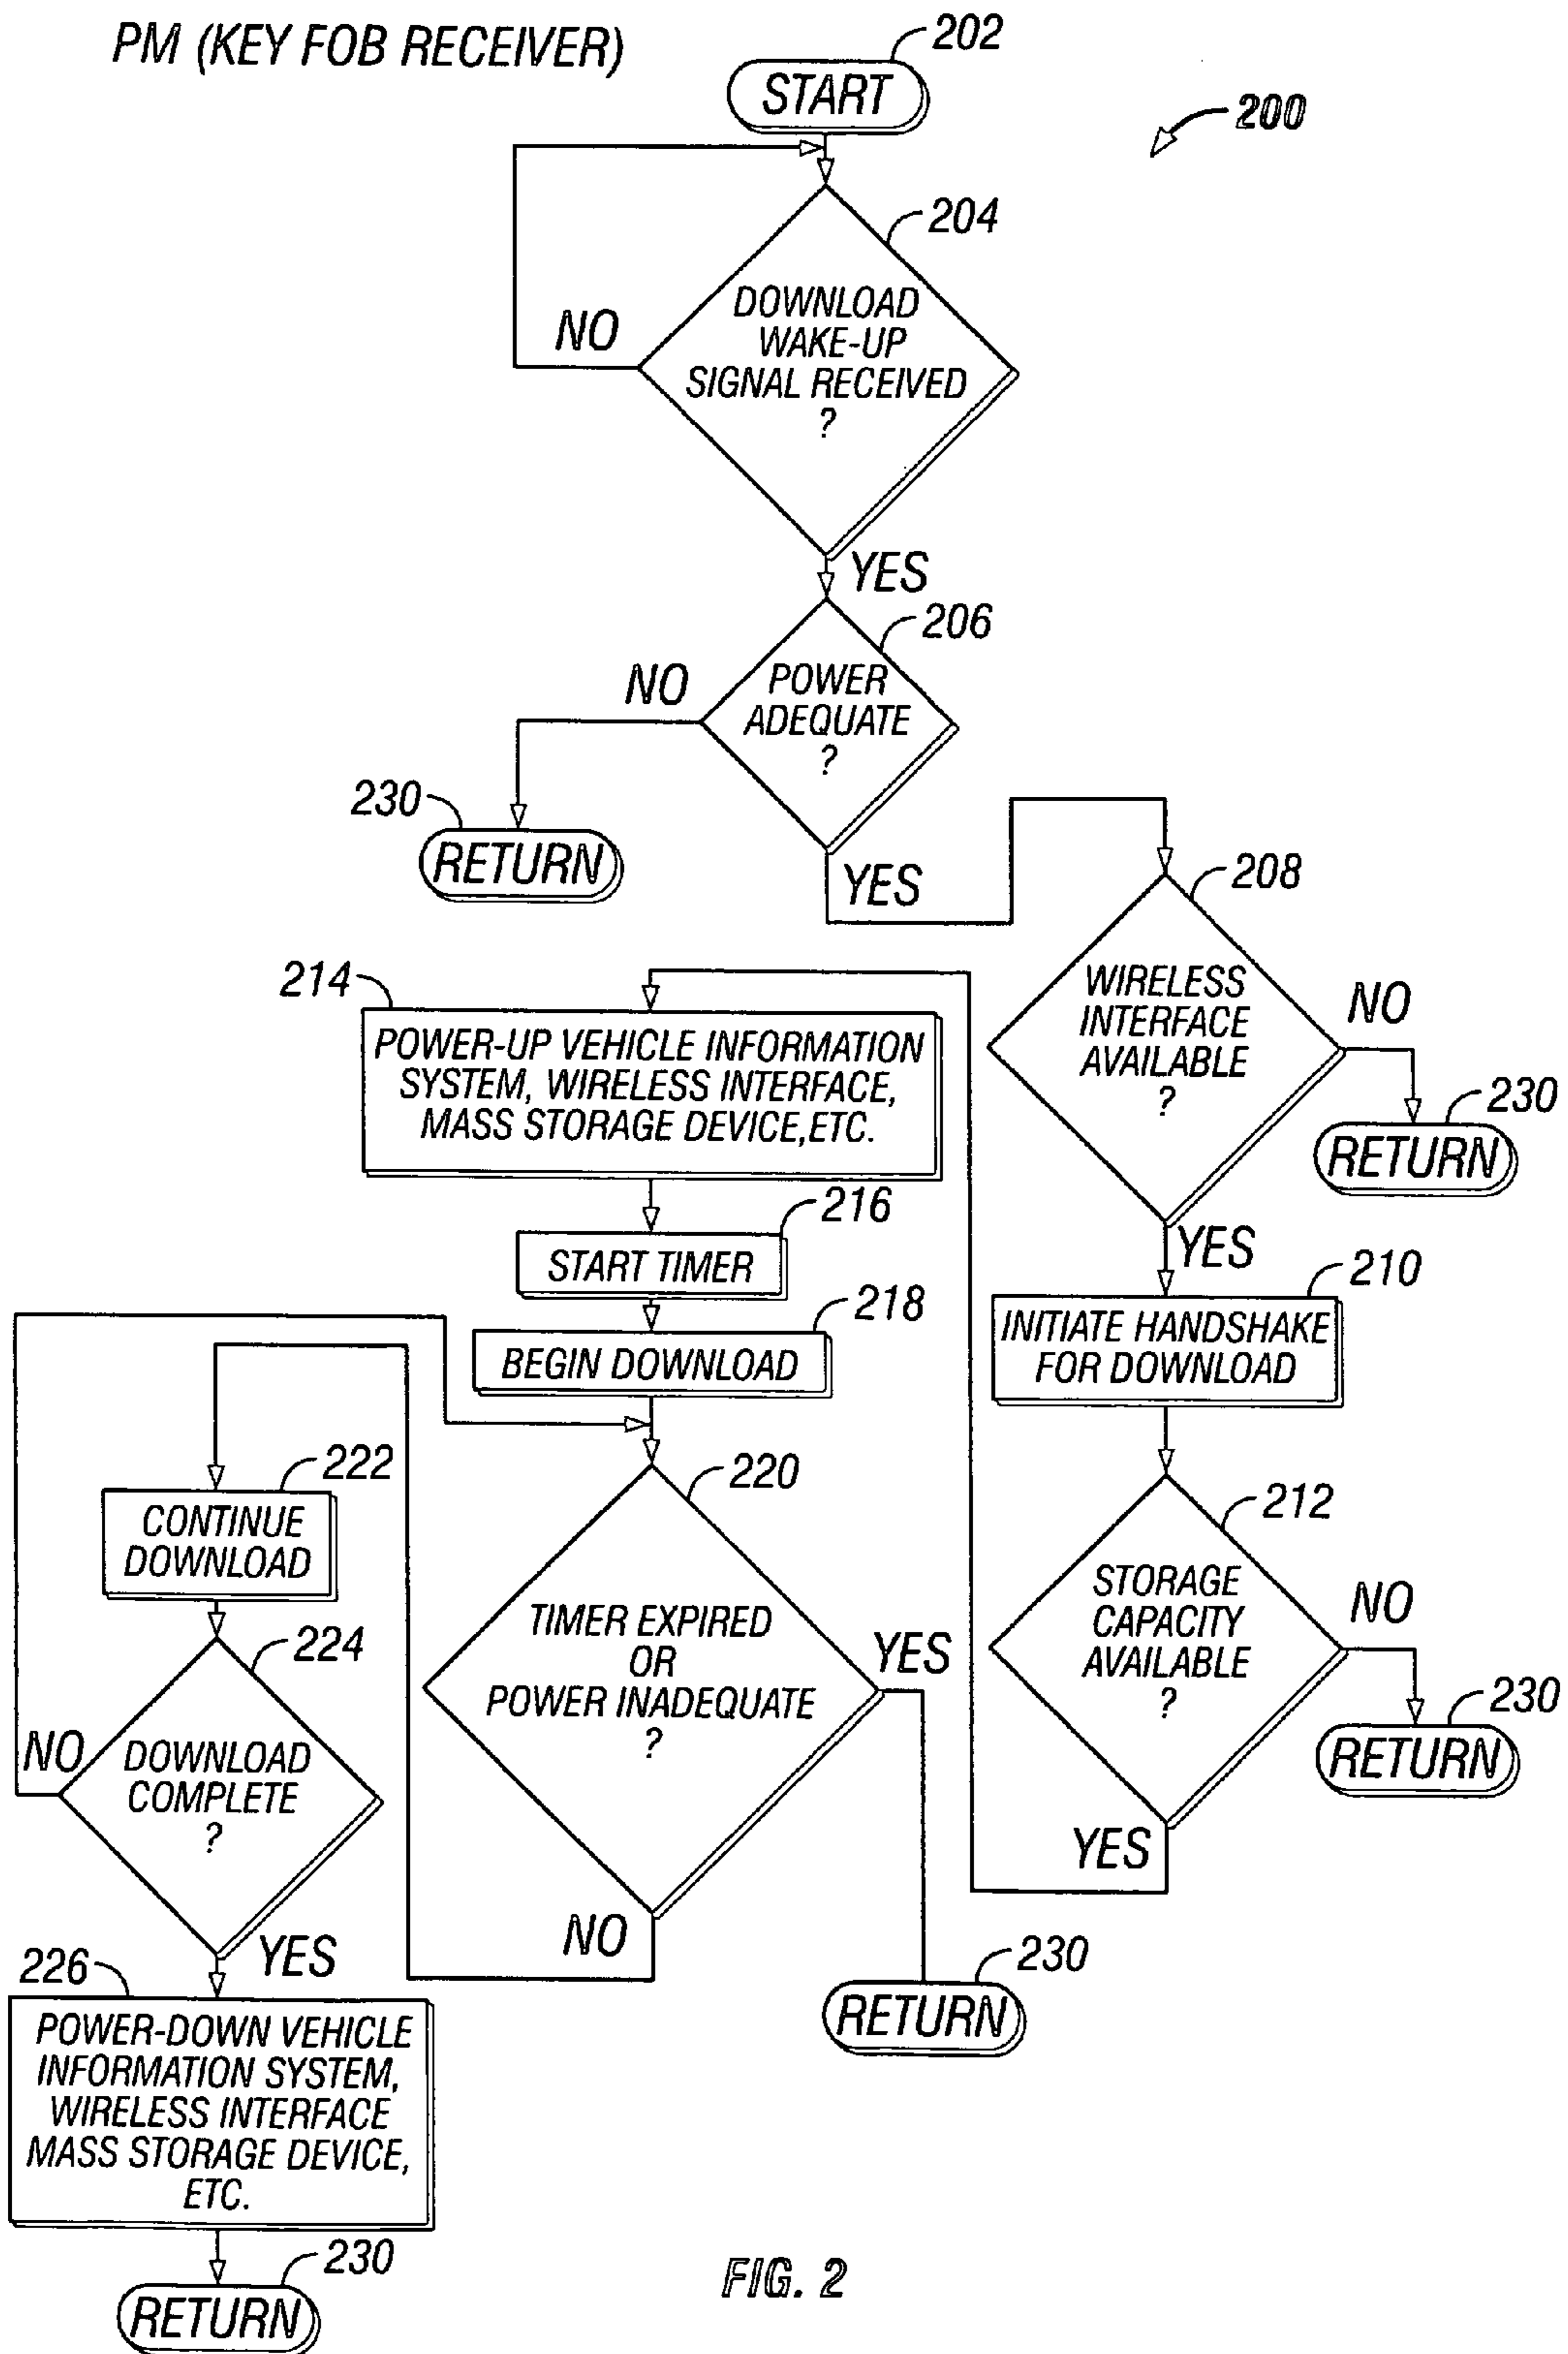 PM (KEY FOB RECEIVER)
202
START
200
204
DOWNLOAD
WAKE-UP
SIGNAL RECEIVED
?
NO
YES
206
POWER
ADEQUATE
?
NO
230
RETURN
YES
208
WIRELESS
INTERFACE
AVAILABLE
?
NO
230
RETURN
YES
210
INITIATE HANDSHAKE
FOR DOWNLOAD
212
STORAGE
CAPACITY
AVAILABLE
?
NO
230
RETURN
YES
214
POWER-UP VEHICLE INFORMATION
SYSTEM, WIRELESS INTERFACE,
MASS STORAGE DEVICE,ETC.
216
START TIMER
218
BEGIN DOWNLOAD
220
TIMER EXPIRED
OR
POWER INADEQUATE
?
YES
230
RETURN
NO
222
CONTINUE
DOWNLOAD
224
DOWNLOAD
COMPLETE
?
NO
YES
226
POWER-DOWN VEHICLE
INFORMATION SYSTEM,
WIRELESS INTERFACE
MASS STORAGE DEVICE,
ETC.
230
RETURN
FIG. 2